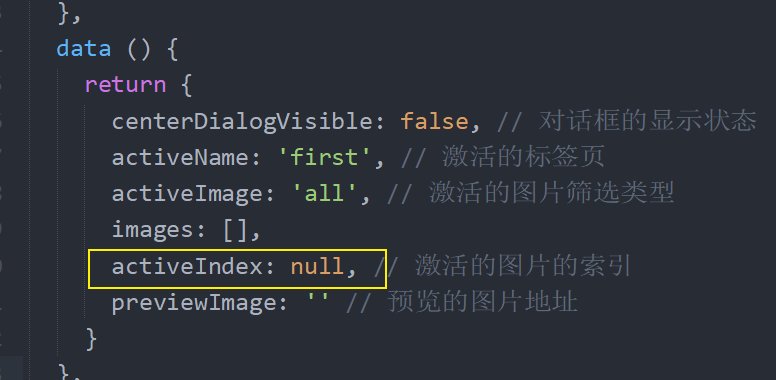 },
data () {
return {
centerDialogVisible: false, // 对话框的显示状态
activeName: 'first', // 激活的标签页
activeImage: 'all', // 激活的图片筛选类型
images: [],
activeIndex: null, // 激活的图片的索引
previewImage: '' // 预览的图片地址
}
},